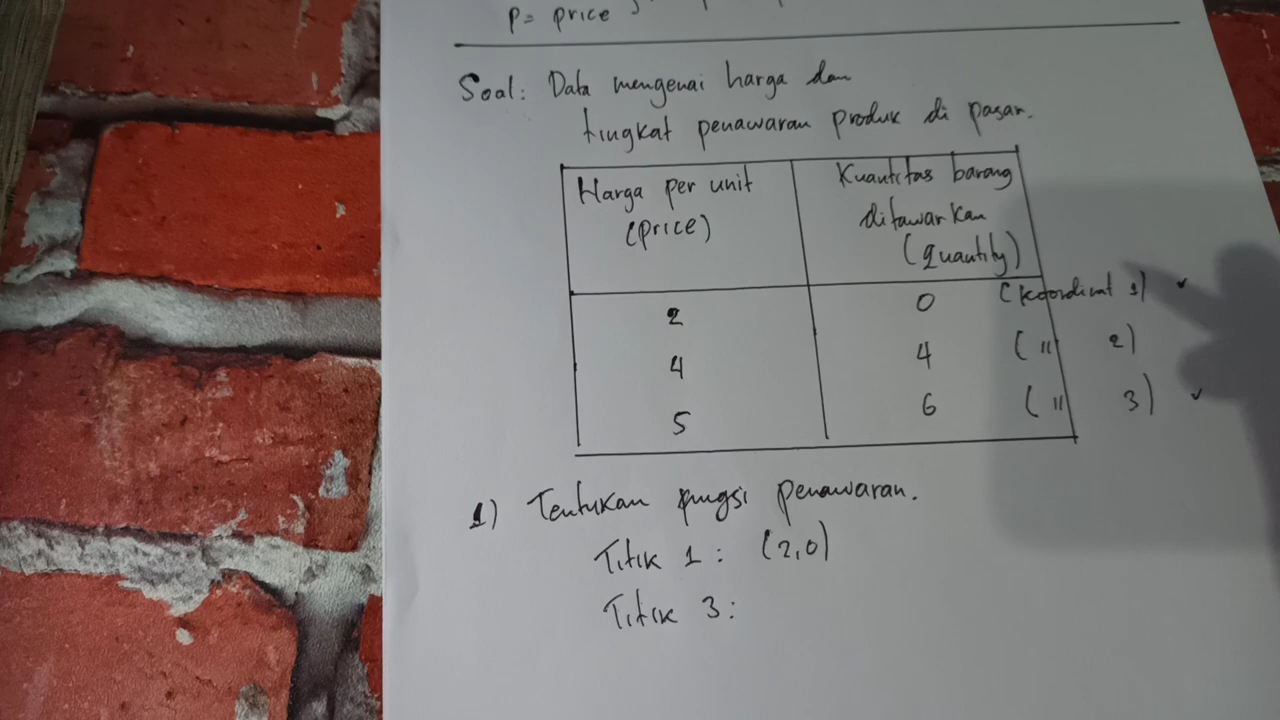 P= price
Soal: Data mengenai harga dan
tingkat penawaran produk di pasar.
Harga per unit
(price)
Kuantitas barang
ditawarkan
(quantity)
2 0 (Koordinat 1) ✓
4 4 ( " 2)
5 6 ( " 3) ✓
1) Tentukan fungsi penawaran.
Titik 1: (2,0)
Titik 3: